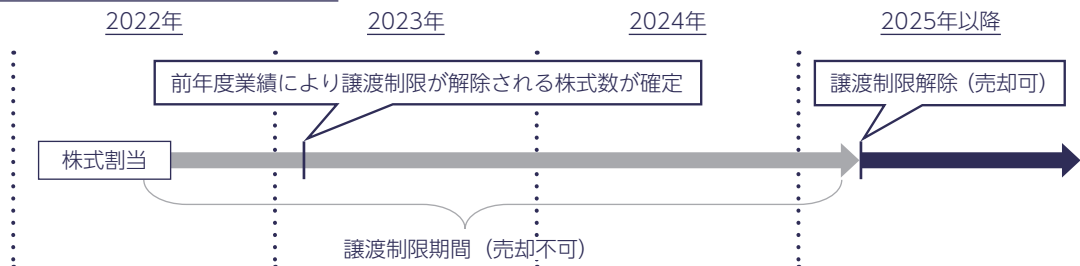 2022年
2023年
2024年
2025年以降
前年度業績により譲渡制限が解除される株式数が確定
譲渡制限解除（売却可）
株式割当
譲渡制限期間（売却不可）